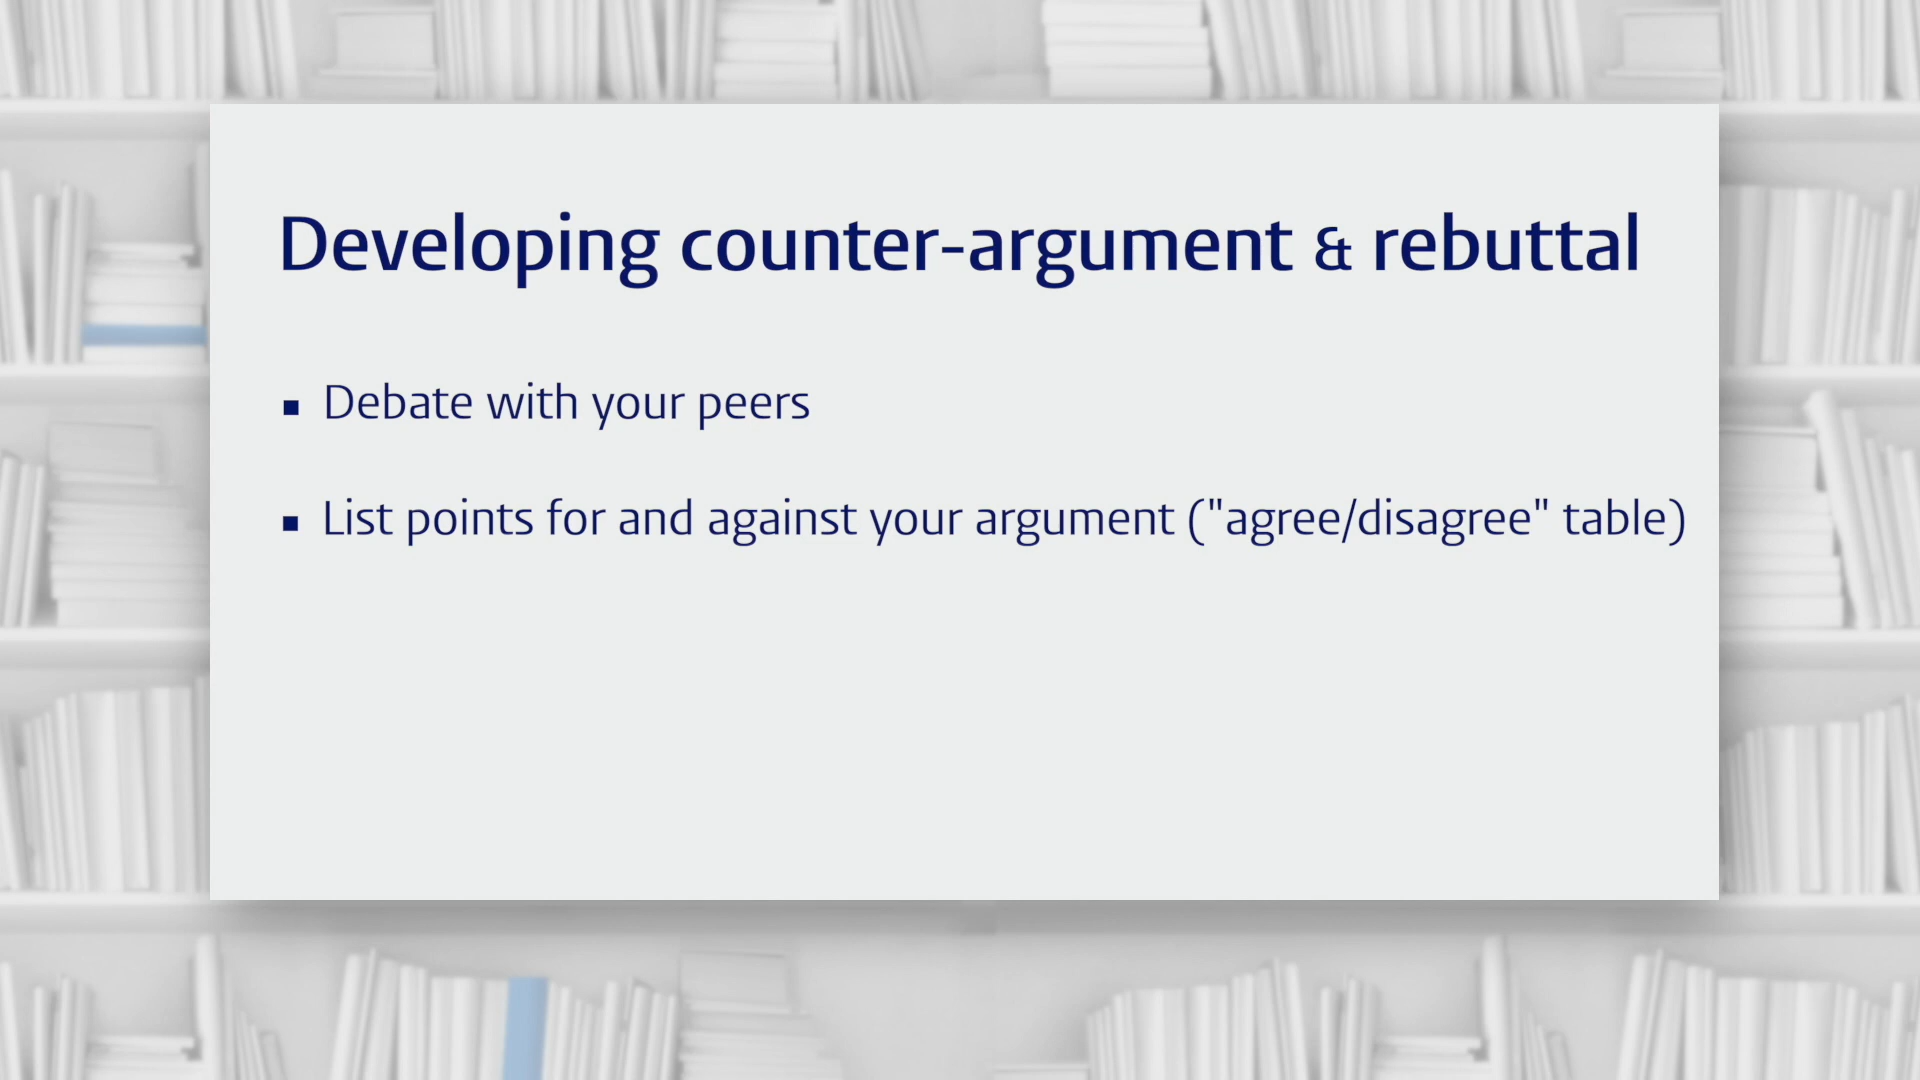 Developing counter-argument & rebuttal
▪ Debate with your peers
▪ List points for and against your argument ("agree/disagree" table)